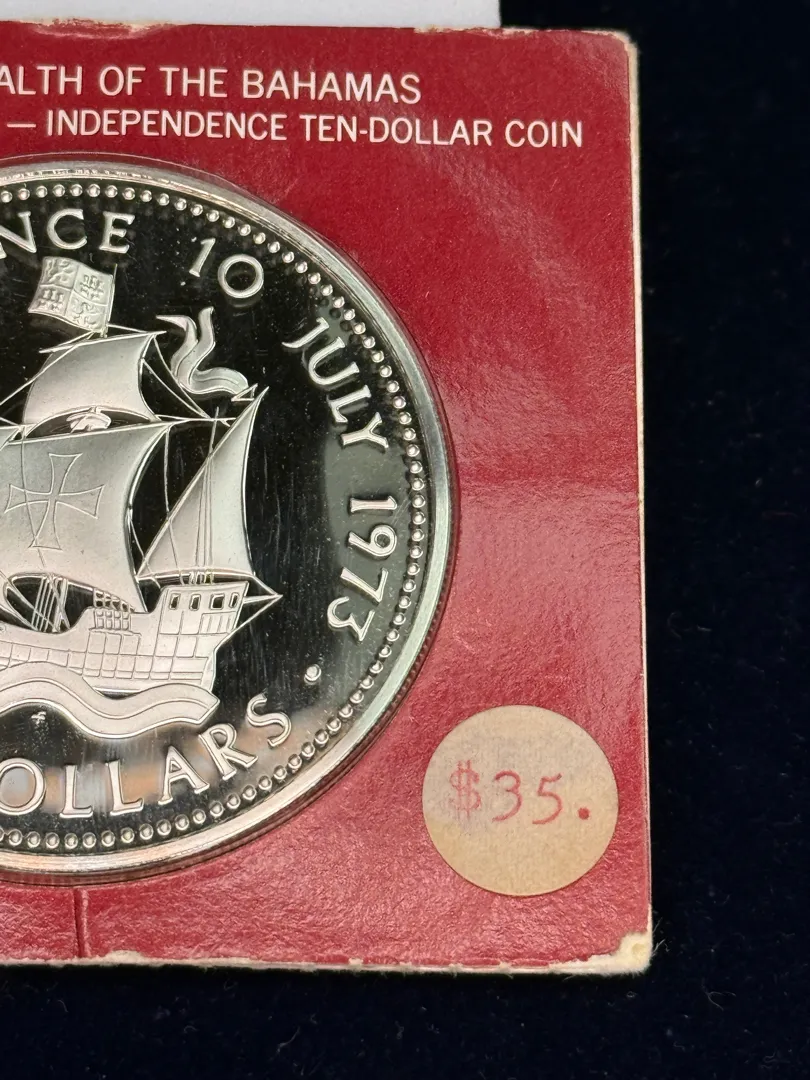 ALTH OF THE BAHAMAS
— INDEPENDENCE TEN-DOLLAR COIN
NCE 10 JULY 1973
OLLARS
$35.